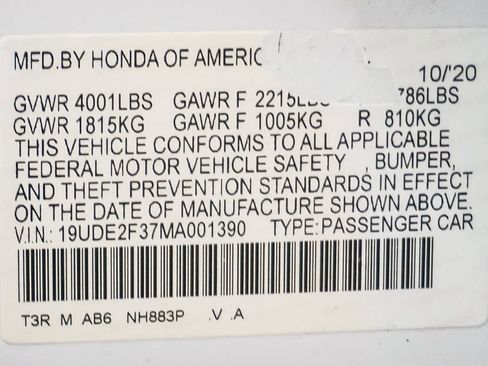 MFD.BY HONDA OF AMERIC
10/'20
GVWR 4001LBS GAWR F 2215LBS 786LBS
GVWR 1815KG GAWR F 1005KG R 810KG
THIS VEHICLE CONFORMS TO ALL APPLICABLE
FEDERAL MOTOR VEHICLE SAFETY , BUMPER,
AND THEFT PREVENTION STANDARDS IN EFFECT
ON THE DATE OF MANUFACTURE SHOWN ABOVE.
V.I.N.: 19UDE2F37MA001390 TYPE:PASSENGER CAR
T3R M AB6 NH883P .V .A